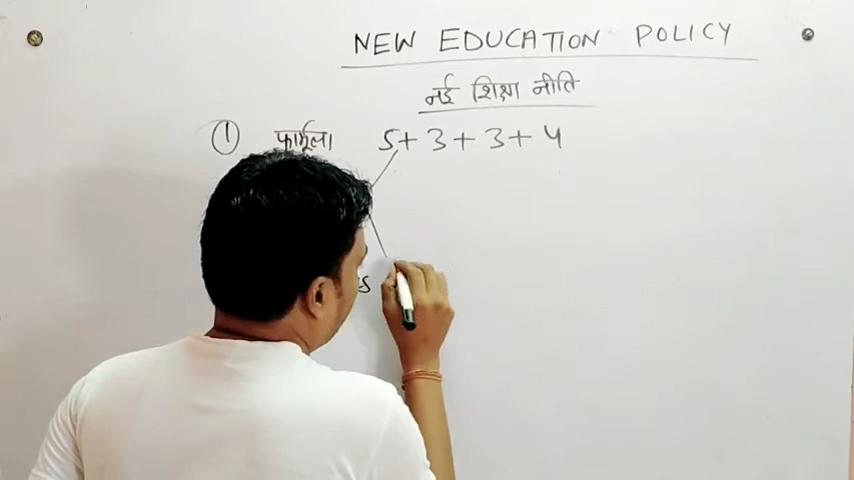 NEW EDUCATION POLICY
नई शिक्षा नीति
① फार्मूला 5+3+3+4